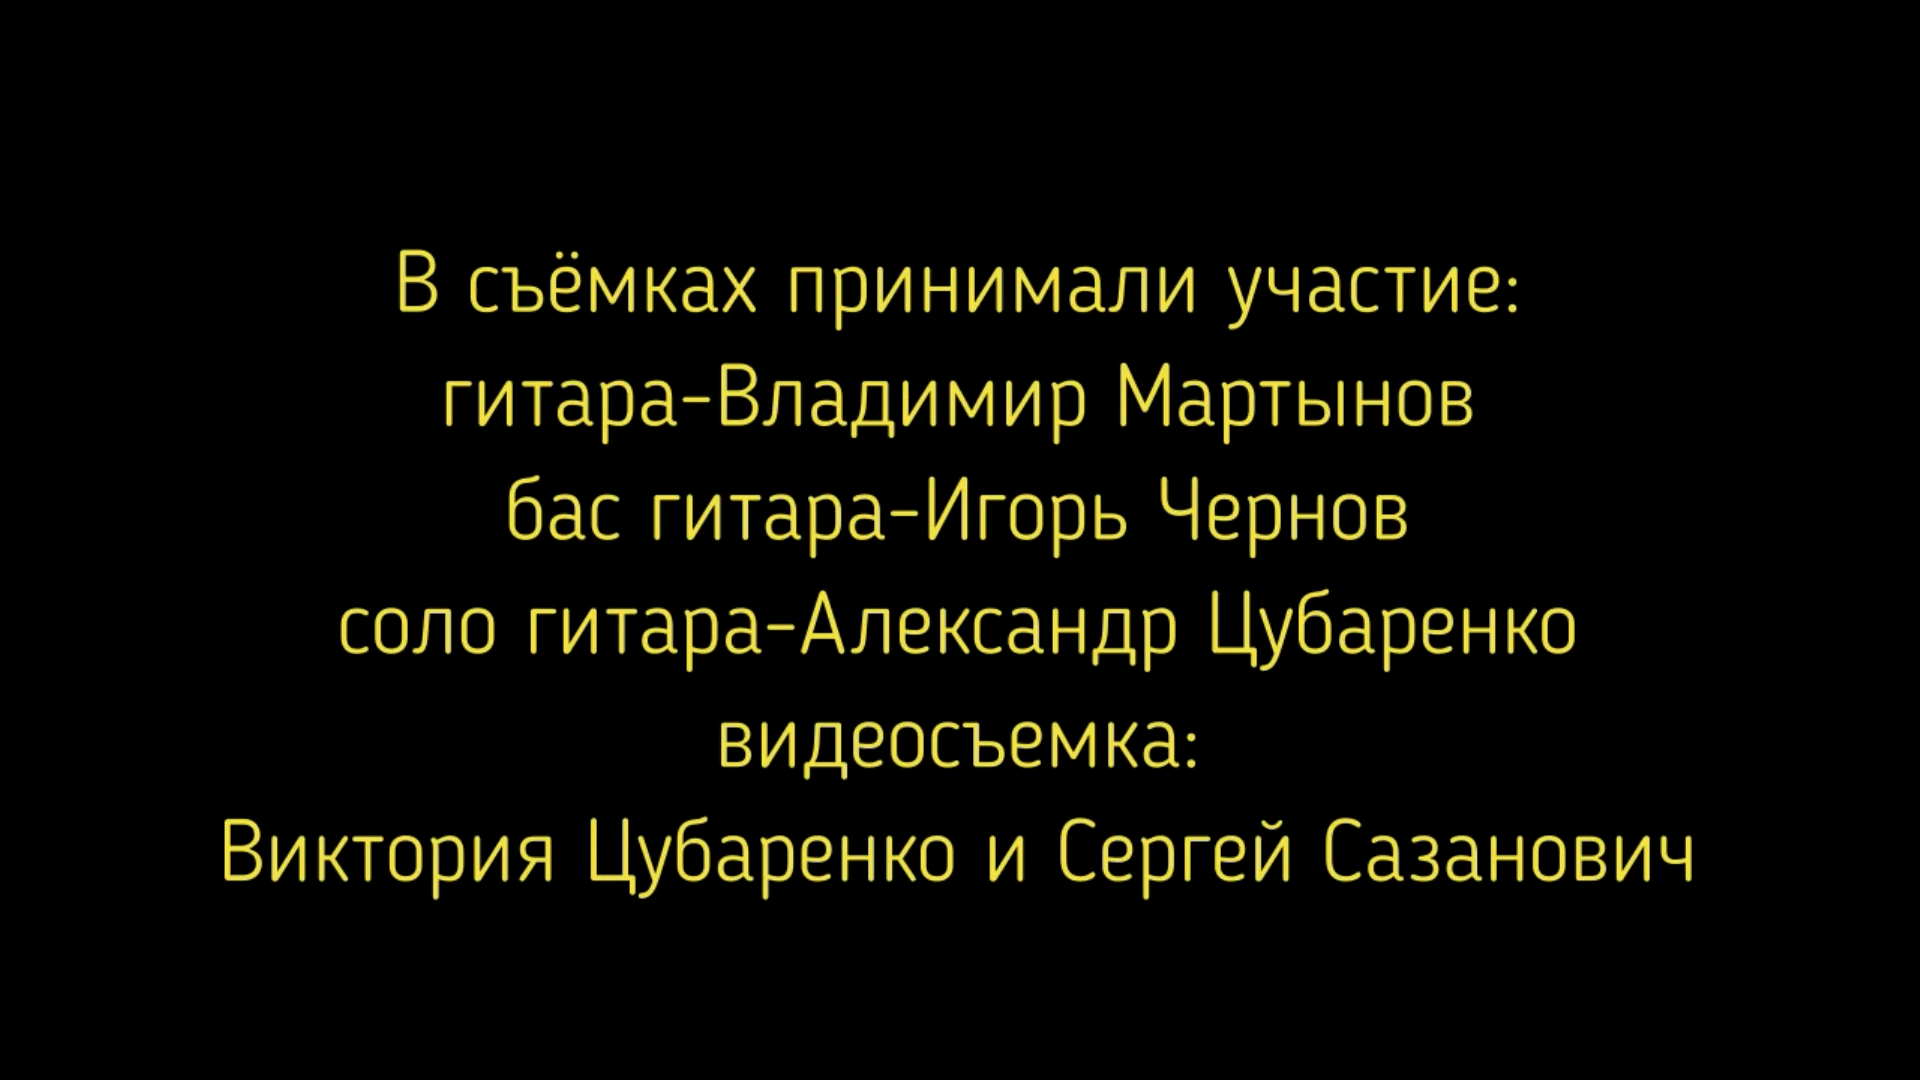 В съёмках принимали участие:
гитара-Владимир Мартынов
бас гитара-Игорь Чернов
соло гитара-Александр Цубаренко
видеосъемка:
Виктория Цубаренко и Сергей Сазанович